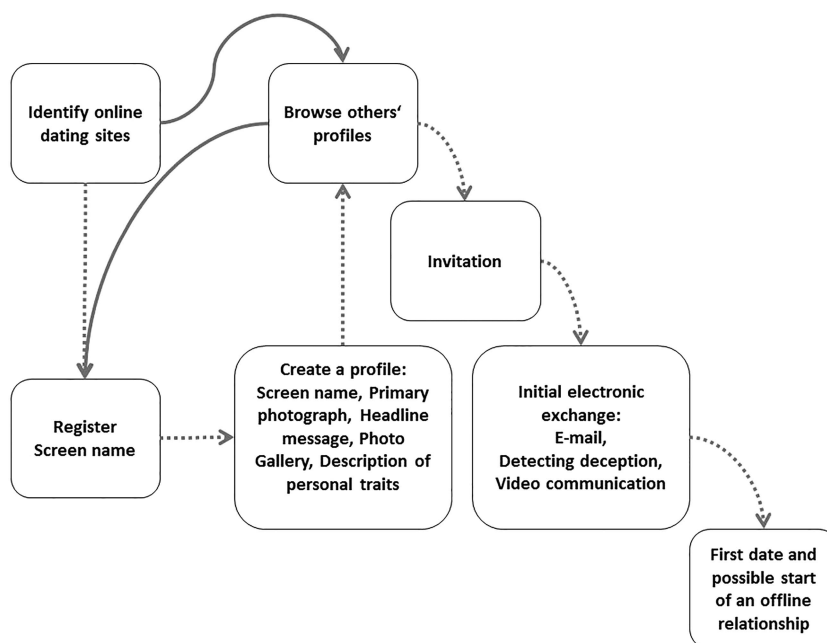 Identify online
dating sites
Browse others‘
profiles
Invitation
Register
Screen name
Create a profile:
Screen name, Primary
photograph, Headline
message, Photo
Gallery, Description of
personal traits
Initial electronic
exchange:
E-mail,
Detecting deception,
Video communication
First date and
possible start
of an offline
relationship